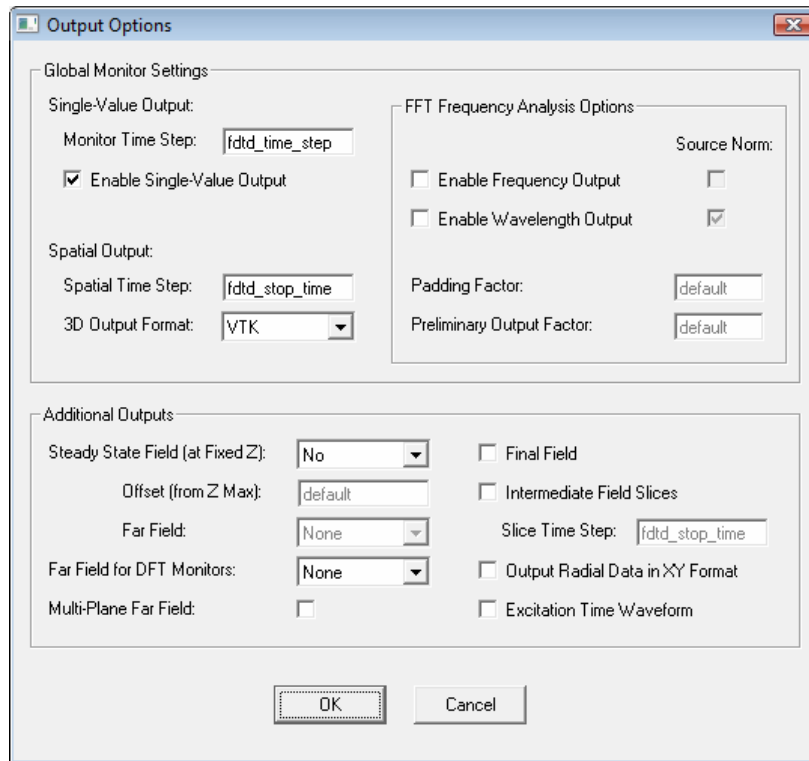 Output Options
Global Monitor Settings
Single-Value Output:
Monitor Time Step: fdtd_time_step
Enable Single-Value Output
Spatial Output:
Spatial Time Step: fdtd_stop_time
3D Output Format: VTK
FFT Frequency Analysis Options
Source Norm:
Enable Frequency Output
Enable Wavelength Output
Padding Factor: default
Preliminary Output Factor: default
Additional Outputs
Steady State Field (at Fixed Z): No
Offset (from Z Max): default
Far Field: None
Far Field for DFT Monitors: None
Multi-Plane Far Field:
Final Field
Intermediate Field Slices
Slice Time Step: fdtd_stop_time
Output Radial Data in XY Format
Excitation Time Waveform
OK
Cancel